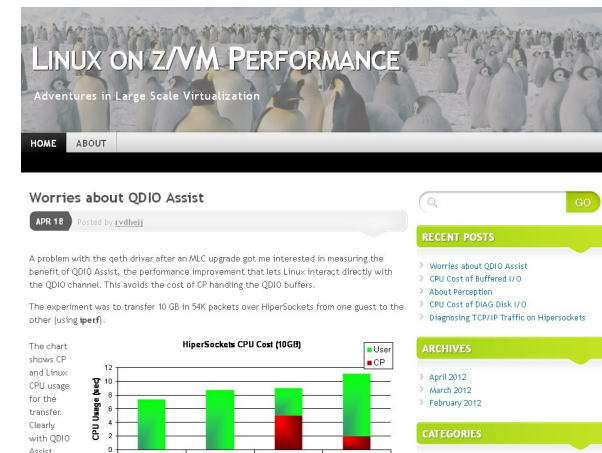 LINUX ON Z/VM PERFORMANCE
Adventures in Large Scale Virtualization
HOME
ABOUT
Worries about QDIO Assist
APR 18
Posted by rvdheij
A problem with the qeth driver after an MLC upgrade got me interested in measuring the
benefit of QDIO Assist, the performance improvement that lets Linux interact directly with
the QDIO channel. This avoids the cost of CP handling the QDIO buffers.
The experiment was to transfer 10 GB in 54K packets over HiperSockets from one guest to the
other (using iperf).
The chart
shows CP
and Linux
CPU usage
for the
transfer.
Clearly
with QDIO
Assist
HiperSockets CPU Cost (10GB)
User
CP
CPU Usage (sec)
12
10
8
6
4
2
0
GO
RECENT POSTS
Worries about QDIO Assist
CPU Cost of Buffered I/O
About Perception
CPU Cost of DIAG Disk I/O
Diagnosing TCP/IP Traffic on Hipersockets
ARCHIVES
April 2012
March 2012
February 2012
CATEGORIES